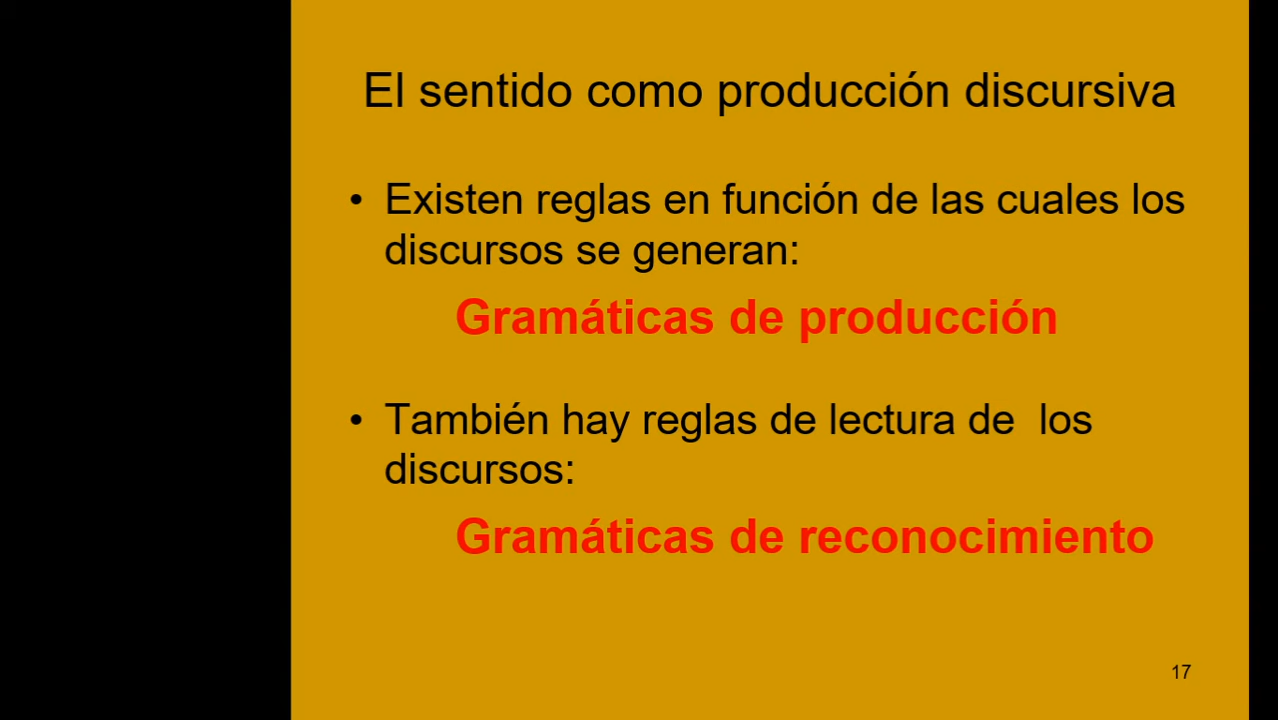 El sentido como producción discursiva
• Existen reglas en función de las cuales los
discursos se generan:
Gramáticas de producción
• También hay reglas de lectura de  los
discursos:
Gramáticas de reconocimiento
17